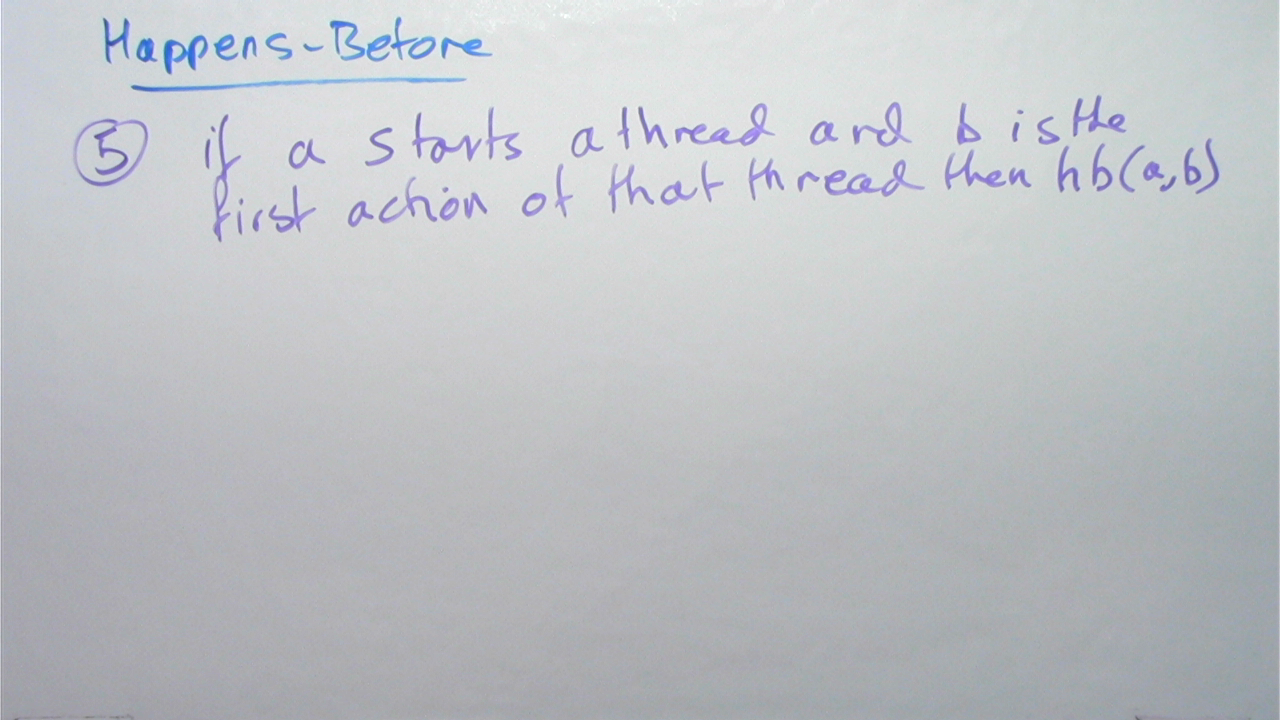 Happens-Before
5 if a starts a thread and b is the
first action of that thread then hb(a,b)